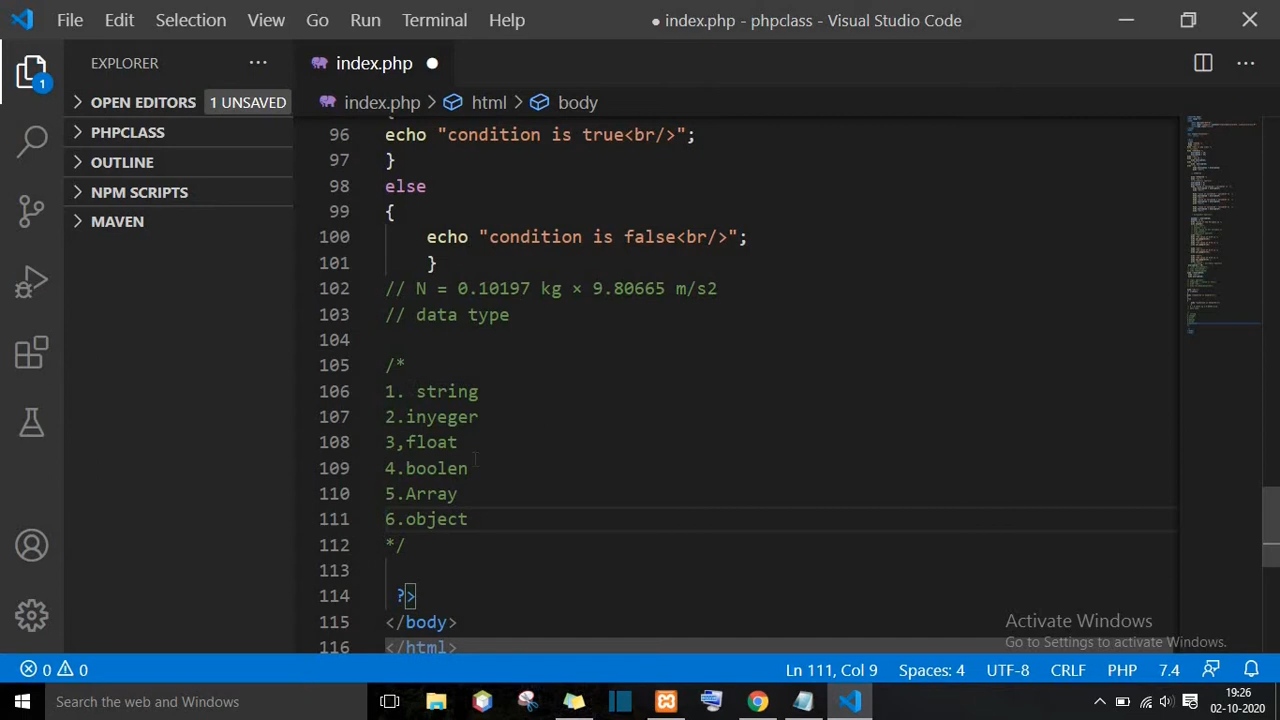 File Edit Selection View Go Run Terminal Help ● index.php - phpclass - Visual Studio Code
EXPLORER
1
OPEN EDITORS 1 UNSAVED
PHPCLASS
OUTLINE
NPM SCRIPTS
MAVEN
index.php
index.php > html > body
96 echo "condition is true<br/>";
97 }
98 else
99 {
100 echo "condition is false<br/>";
101 }
102 // N = 0.10197 kg × 9.80665 m/s2
103 // data type
104
105 /*
106 1. string
107 2.inyeger
108 3,float
109 4.boolen
110 5.Array
111 6.object
112 */
113
114 ?>
115 </body>
116 </html>
Activate Windows
Go to Settings to activate Windows.
0 0 Ln 111, Col 9 Spaces: 4 UTF-8 CRLF PHP 7.4
Search the web and Windows
19:26
02-10-2020